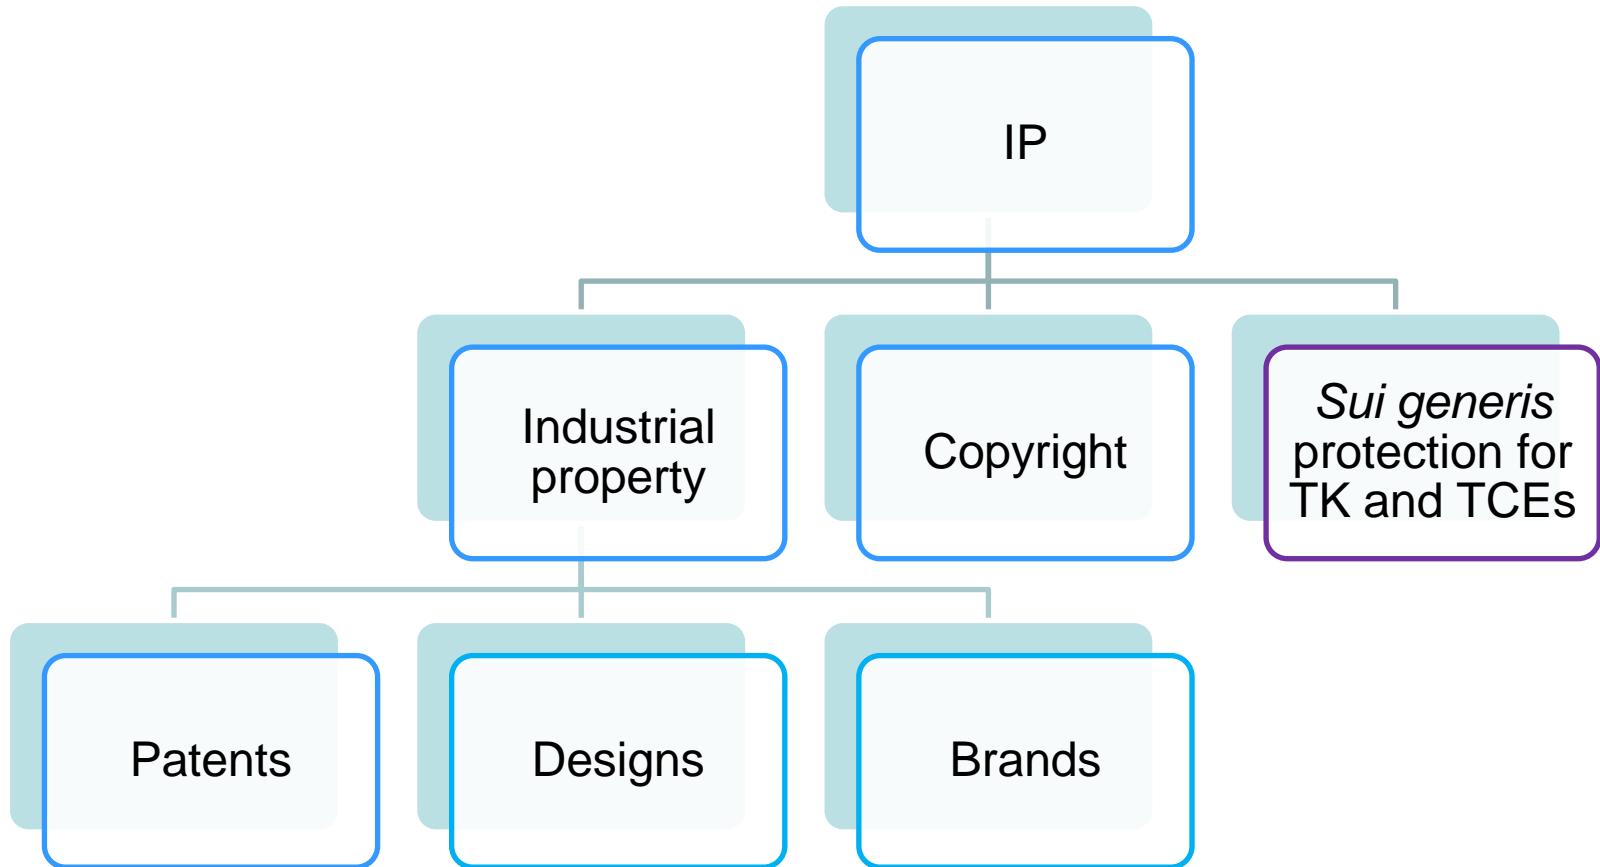 IP
Industrial
property
Copyright
Sui generis
protection for
TK and TCEs
Patents
Designs
Brands